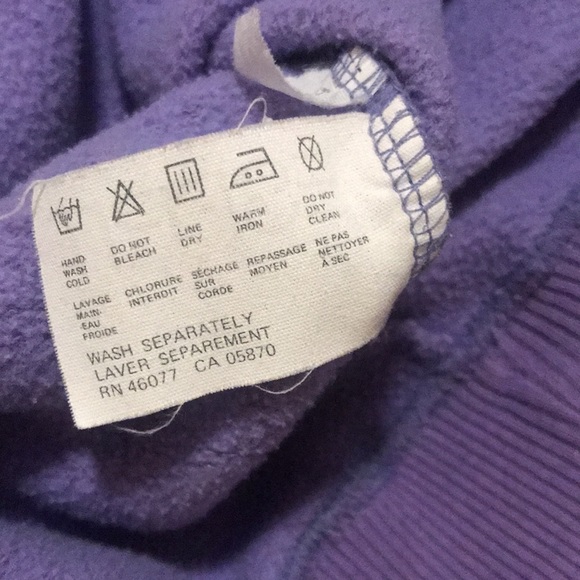 HAND
WASH
COLD
DO NOT
BLEACH
LINE
DRY
WARM
IRON
DO NOT
DRY
CLEAN
LAVAGE
MAIN-
EAU
FROIDE
CHLORURE
INTERDIT
SÉCHAGE
SUR
CORDE
REPASSAGE
MOYEN
NE PAS
NETTOYER
À SEC
WASH SEPARATELY
LAVER SEPAREMENT
RN 46077 CA 05870